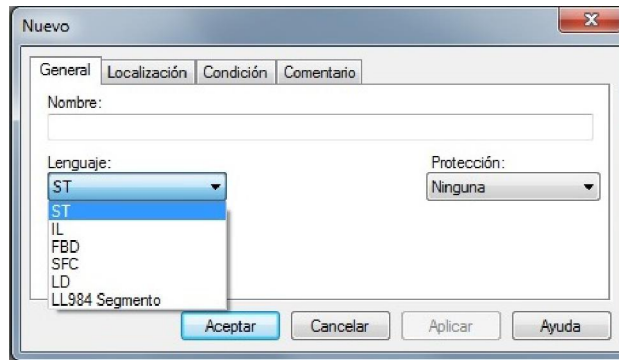 Nuevo
General Localización Condición Comentario
Nombre:
Lenguaje: Protección:
ST Ninguna
ST
IL
FBD
SFC
LD
LL984 Segmento
Aceptar Cancelar Aplicar Ayuda